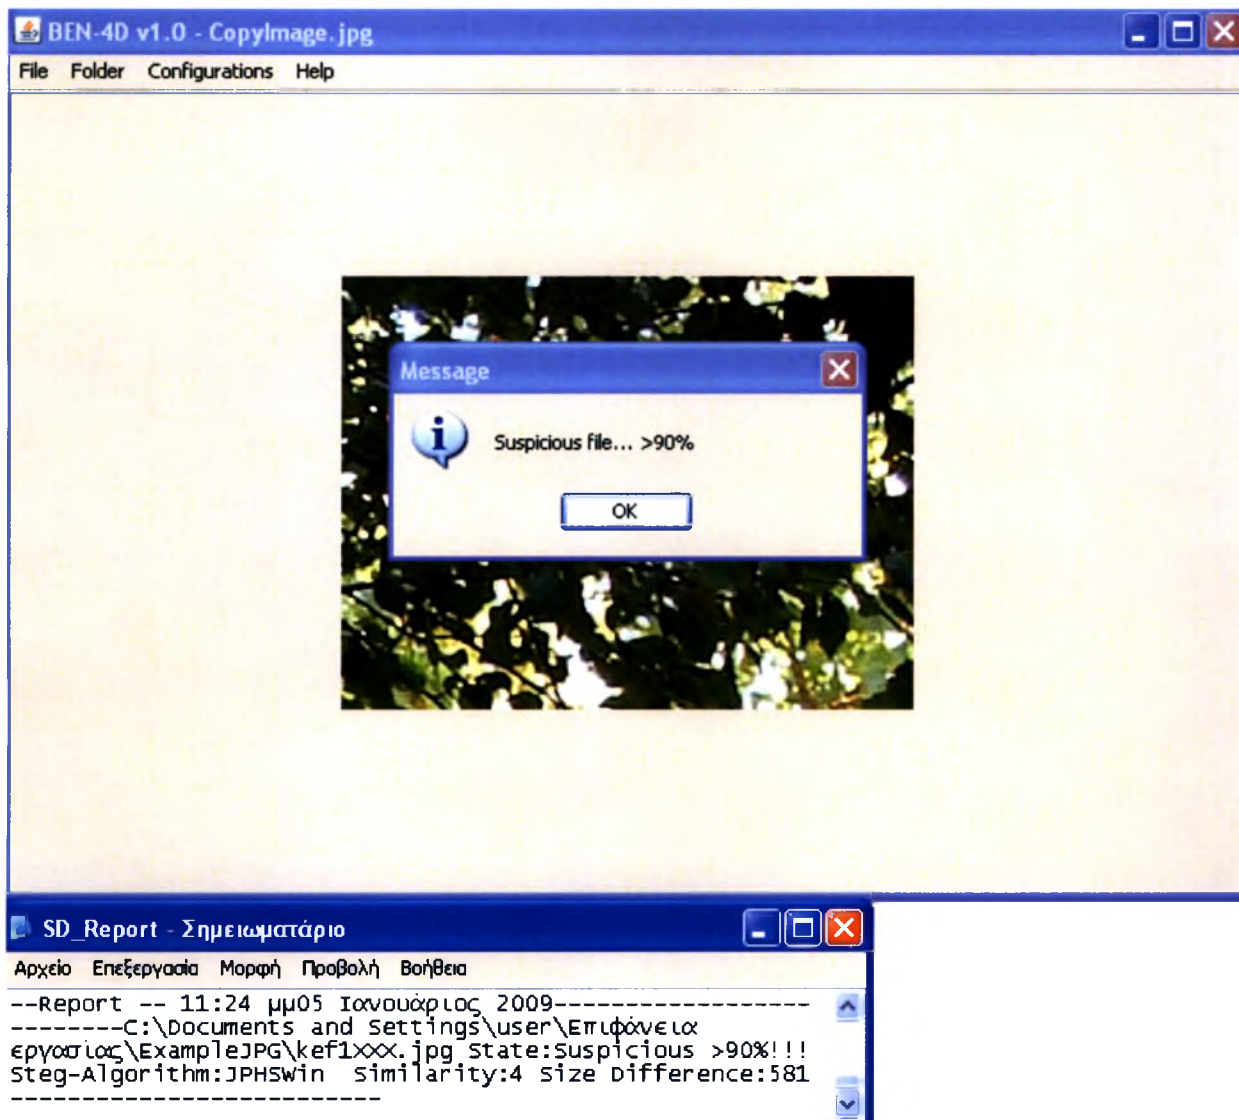 BEN-4D v1.0 - CopyImage.jpg
File Folder Configurations Help
Message
Suspicious file... >90%
OK
SD_Report - Σημειωματάριο
Αρχείο Επεξεργασία Μορφή Προβολή Βοήθεια
--Report -- 11:24 μμ05 Ιανουάριος 2009------------------
--------C:\Documents and Settings\user\Επιφάνεια
εργασίας\ExampleJPG\kef1xxx.jpg State:Suspicious >90%!!!
Steg-Algorithm:JPHSWin Similarity:4 Size Difference:581
---------------------------